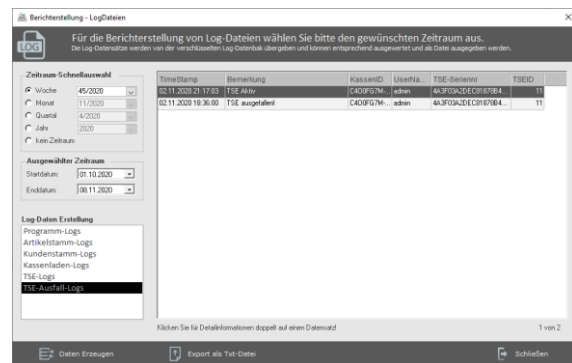 Berichterstellung - LogDateien
LOG
Für die Berichterstellung von Log-Dateien wählen Sie bitte den gewünschten Zeitraum aus.
Die Log-Datensätze werden von der verschlüsselten Log-Datenbak übergeben und können entsprechend ausgewertet und als Datei ausgegeben werden.
Zeitraum-Schnellauswahl
Woche 45/2020
Monat 11/2020
Quartal 4/2020
Jahr 2020
kein Zeitraum
Ausgewählter Zeitraum
Startdatum: 01.10.2020
Enddatum: 08.11.2020
Log-Daten Erstellung
Programm-Logs
Artikelstamm-Logs
Kundenstamm-Logs
Kassenladen-Logs
TSE-Logs
TSE-Ausfall-Logs
TimeStamp Bemerkung KassenID UserNa... TSE-Seriennr TSEID
02.11.2020 21:17:03 TSE Aktiv C4O0FG7M-... admin 4A3F03A2DEC81878B4... 11
02.11.2020 18:36:00 TSE ausgefallen! C4O0FG7M-... admin 4A3F03A2DEC81878B4... 11
Klicken Sie für Detailinformationen doppelt auf einen Datensatz!
1 von 2
Daten Erzeugen
Export als Txt-Datei
Schließen